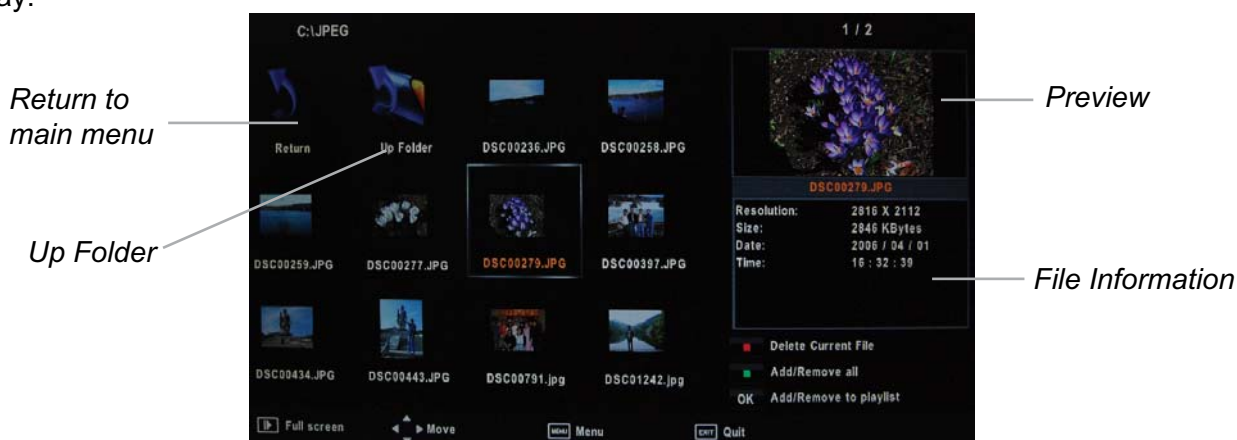 ay.
C:\JPEG
1 / 2
Return to
main menu
Preview
Return
Up Folder
DSC00236.JPG
DSC00258.JPG
DSC00279.JPG
Resolution: 2816 X 2112
Size: 2846 KBytes
Date: 2006 / 04 / 01
Time: 16 : 32 : 39
Up Folder
DSC00259.JPG
DSC00277.JPG
DSC00279.JPG
DSC00397.JPG
File Information
DSC00434.JPG
DSC00443.JPG
DSC00791.jpg
DSC01242.jpg
Delete Current File
Add/Remove all
OK Add/Remove to playlist
Full screen
Move
MENU Menu
EXIT Quit